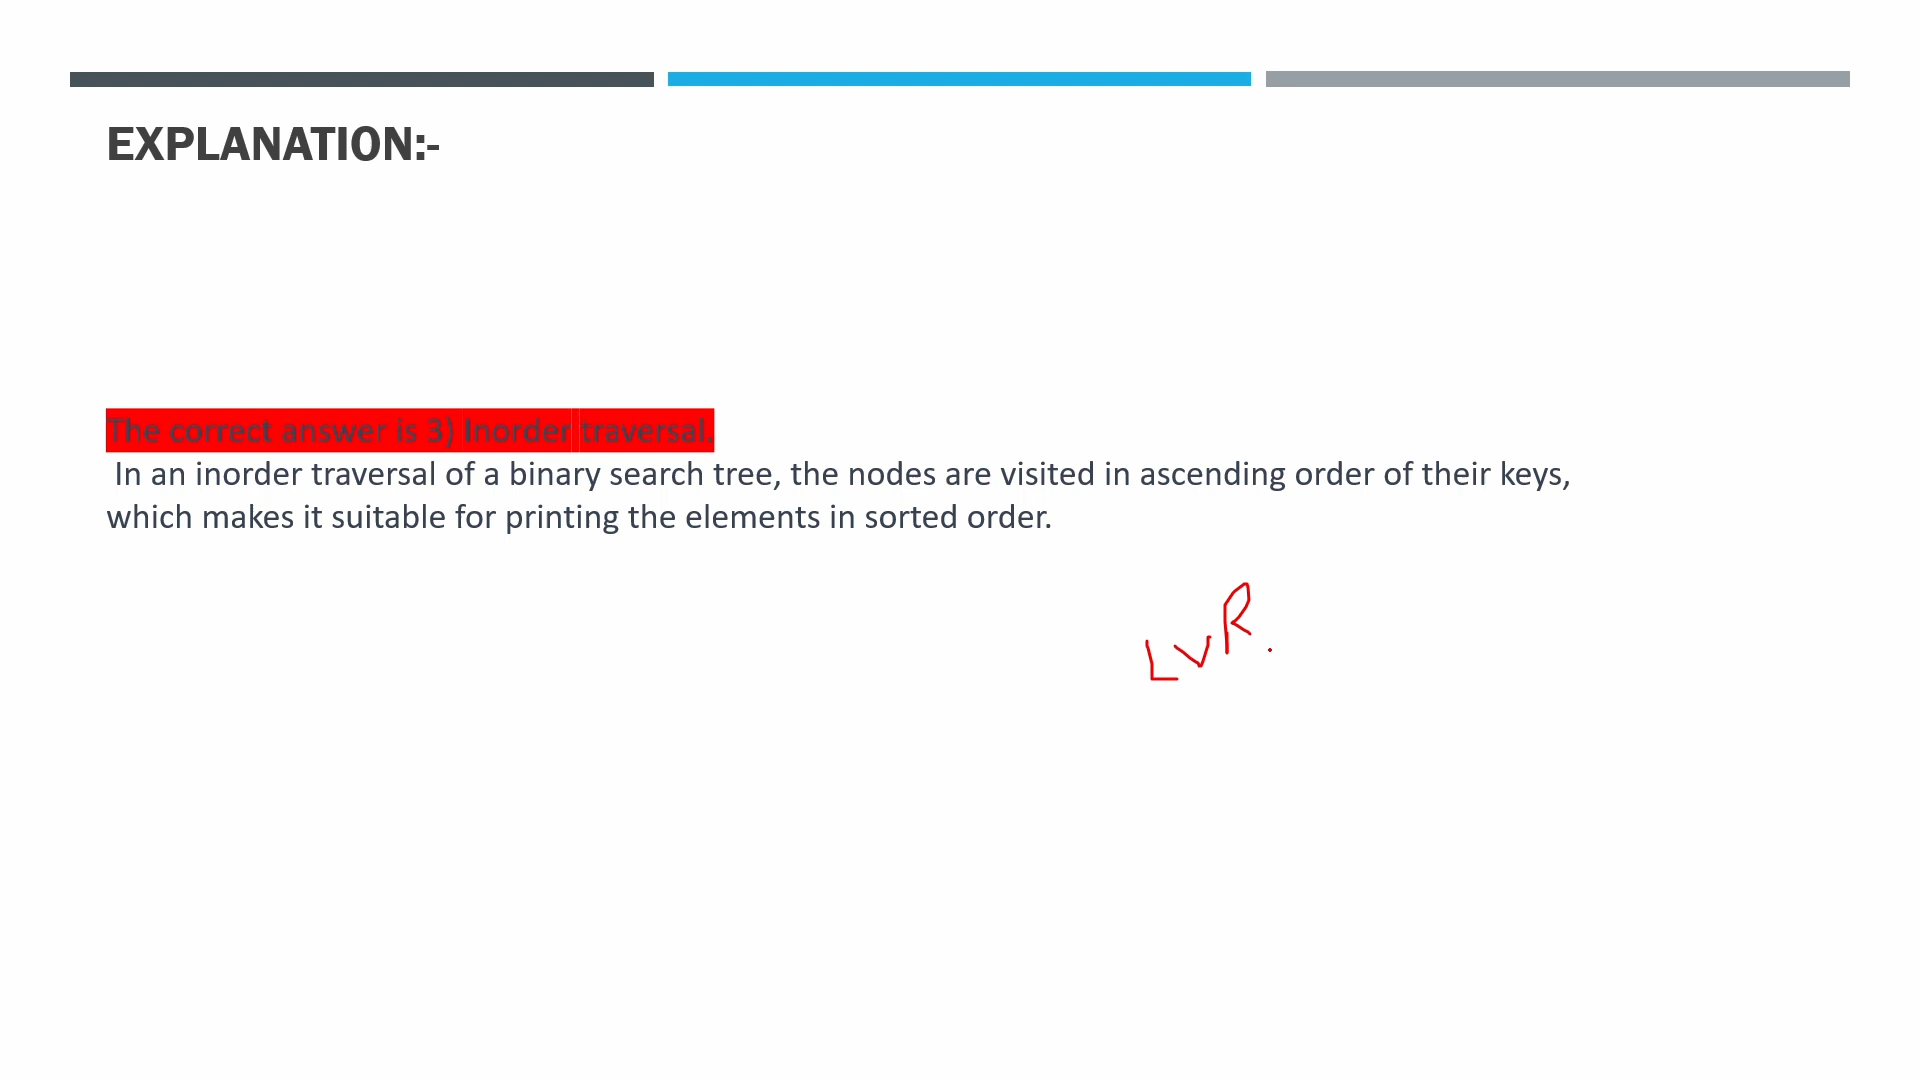 EXPLANATION:-
The correct answer is 3) Inorder traversal.
In an inorder traversal of a binary search tree, the nodes are visited in ascending order of their keys,
which makes it suitable for printing the elements in sorted order.
LVR